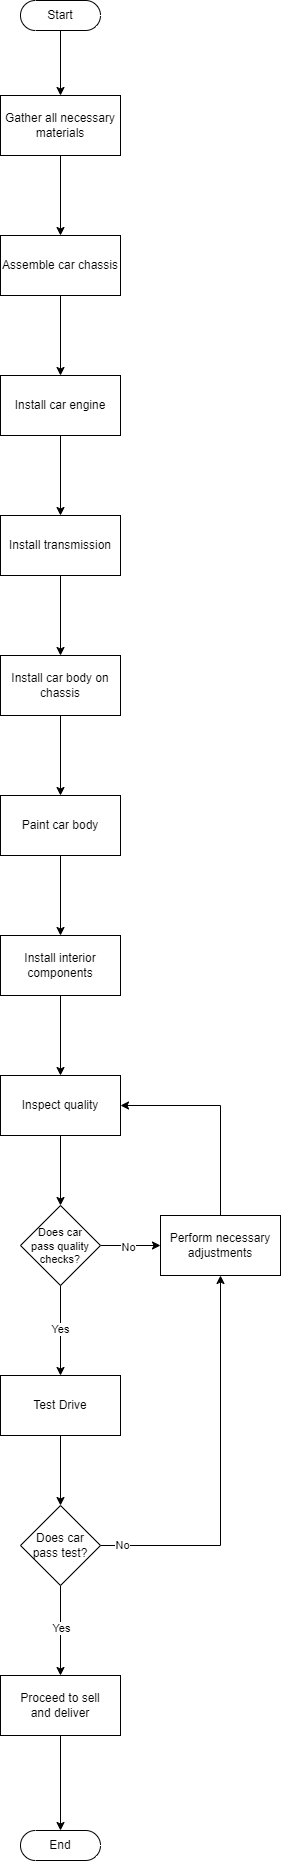 Start
Gather all necessary
materials
Assemble car chassis
Install car engine
Install transmission
Install car body on
chassis
Paint car body
Install interior
components
Inspect quality
Does car
pass quality
checks?
No
Perform necessary
adjustments
Yes
Test Drive
Does car
pass test?
No
Yes
Proceed to sell
and deliver
End